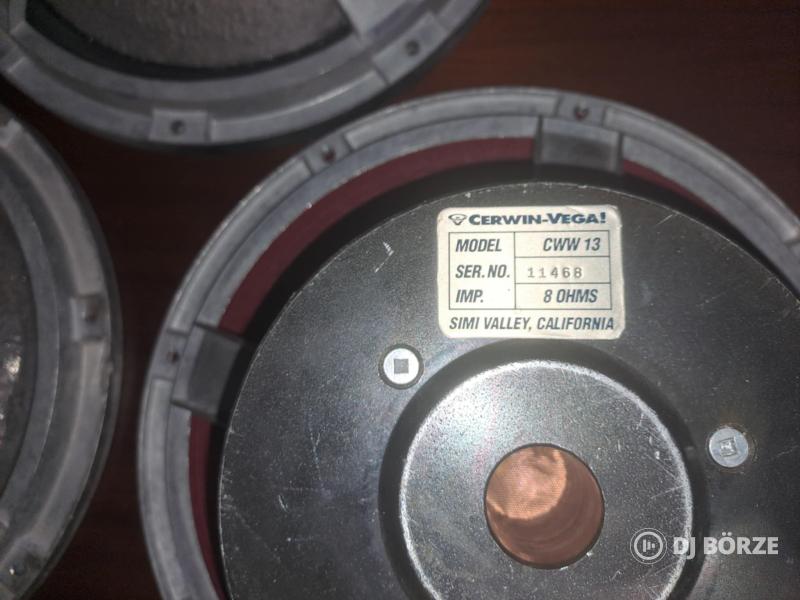 CERWIN-VEGA!
MODEL CWW 13
SER. NO. 11468
IMP. 8 OHMS
SIMI VALLEY, CALIFORNIA
DJ BÖRZE